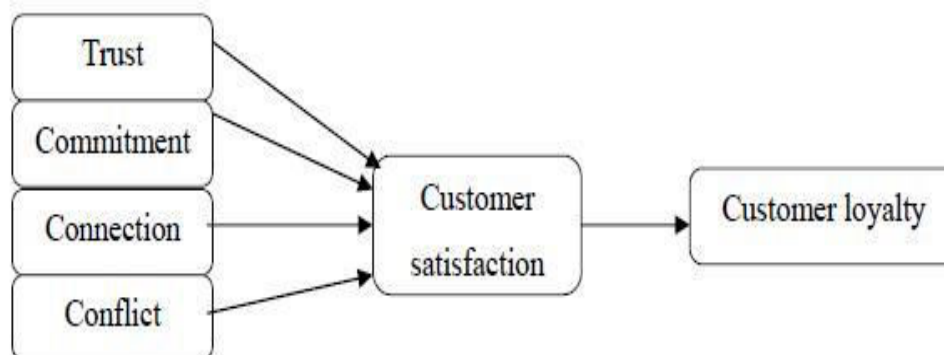 Trust
Commitment
Connection
Conflict
Customer
satisfaction
Customer loyalty